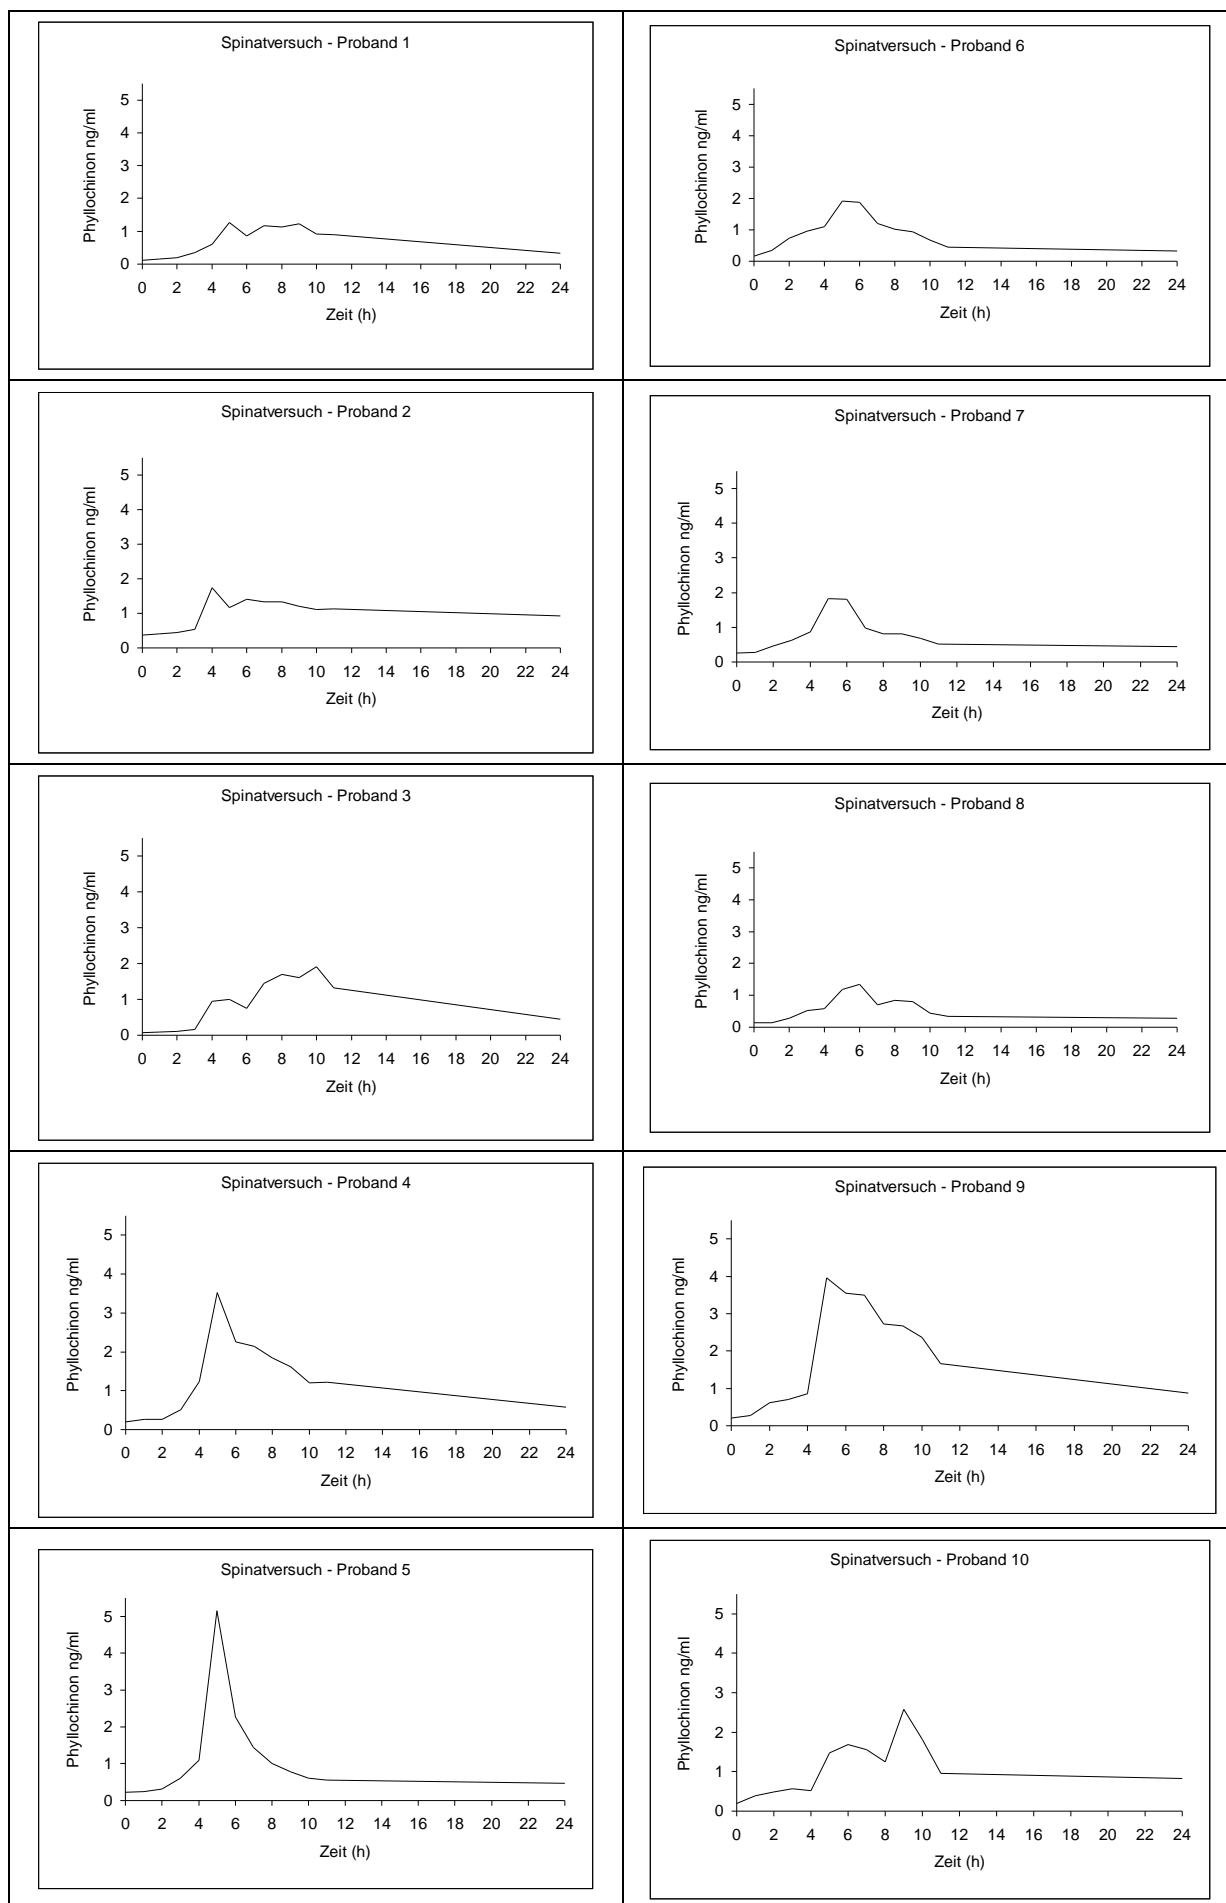 Spinatversuch - Proband 1
5
4
3
2
1
0
Phyllochinon ng/ml
0 2 4 6 8 10 12 14 16 18 20 22 24
Zeit (h)
Spinatversuch - Proband 6
5
4
3
2
1
0
Phyllochinon ng/ml
0 2 4 6 8 10 12 14 16 18 20 22 24
Zeit (h)
Spinatversuch - Proband 2
5
4
3
2
1
0
Phyllochinon ng/ml
0 2 4 6 8 10 12 14 16 18 20 22 24
Zeit (h)
Spinatversuch - Proband 7
5
4
3
2
1
0
Phyllochinon ng/ml
0 2 4 6 8 10 12 14 16 18 20 22 24
Zeit (h)
Spinatversuch - Proband 3
5
4
3
2
1
0
Phyllochinon ng/ml
0 2 4 6 8 10 12 14 16 18 20 22 24
Zeit (h)
Spinatversuch - Proband 8
5
4
3
2
1
0
Phyllochinon ng/ml
0 2 4 6 8 10 12 14 16 18 20 22 24
Zeit (h)
Spinatversuch - Proband 4
5
4
3
2
1
0
Phyllochinon ng/ml
0 2 4 6 8 10 12 14 16 18 20 22 24
Zeit (h)
Spinatversuch - Proband 9
5
4
3
2
1
0
Phyllochinon ng/ml
0 2 4 6 8 10 12 14 16 18 20 22 24
Zeit (h)
Spinatversuch - Proband 5
5
4
3
2
1
0
Phyllochinon ng/ml
0 2 4 6 8 10 12 14 16 18 20 22 24
Zeit (h)
Spinatversuch - Proband 10
5
4
3
2
1
0
Phyllochinon ng/ml
0 2 4 6 8 10 12 14 16 18 20 22 24
Zeit (h)